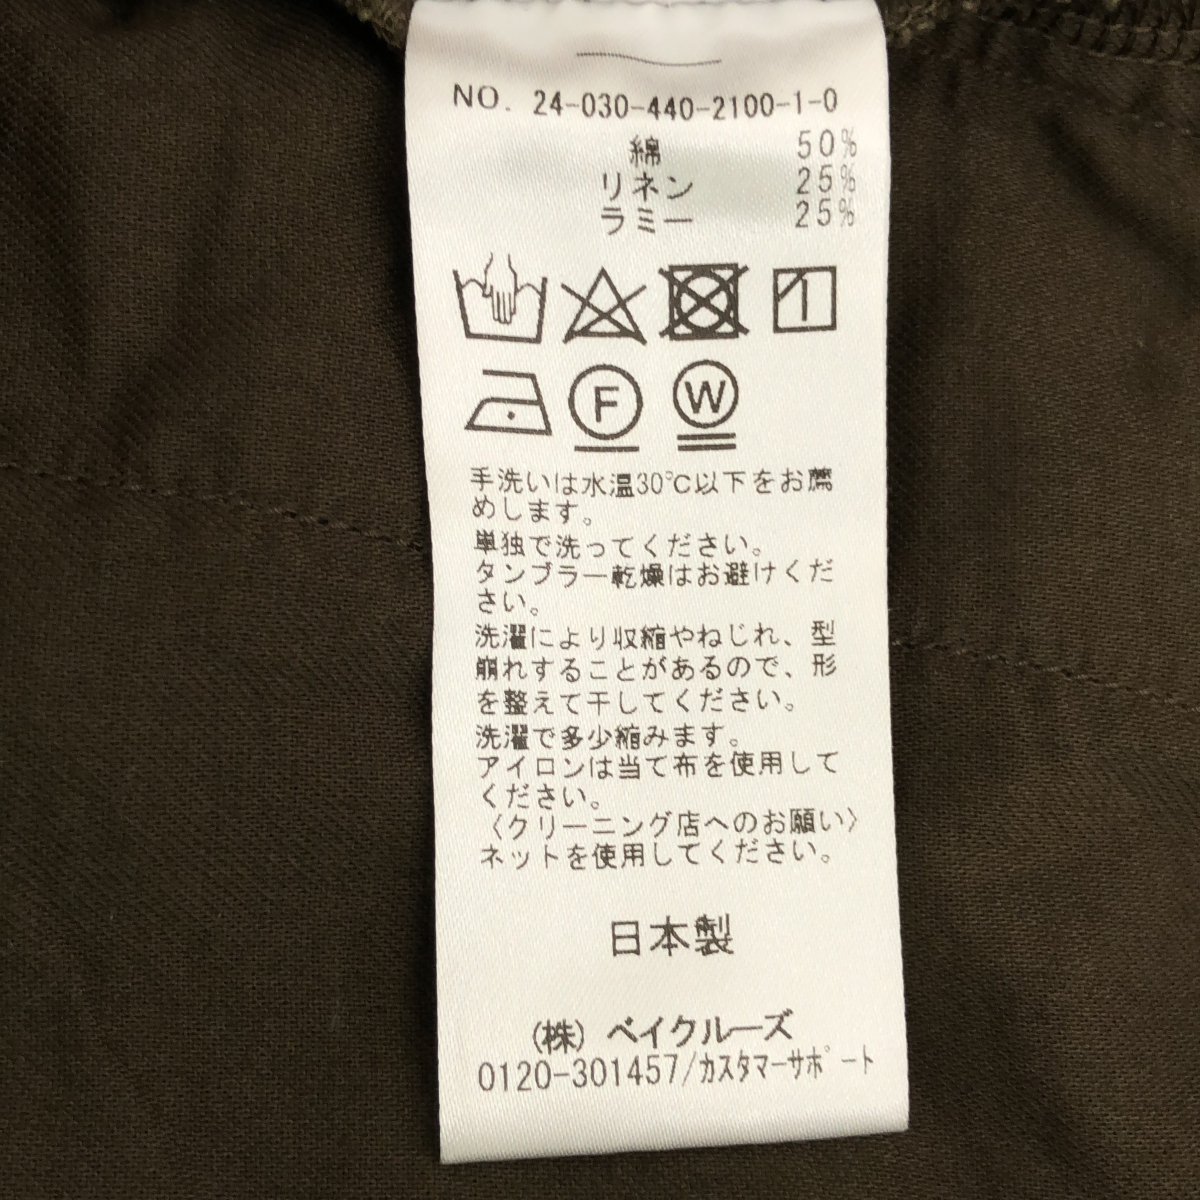 NO. 24-030-440-2100-1-0
綿 50%
リネン 25%
ラミー 25%
F W
手洗いは水温30℃以下をお薦
めします。
単独で洗ってください。
タンブラー乾燥はお避けくだ
さい。
洗濯により収縮やねじれ、型
崩れすることがあるので、形
を整えて干してください。
洗濯で多少縮みます。
アイロンは当て布を使用して
ください。
〈クリーニング店へのお願い〉
ネットを使用してください。
日本製
(株) ベイクルーズ
0120-301457/カスタマーサポート